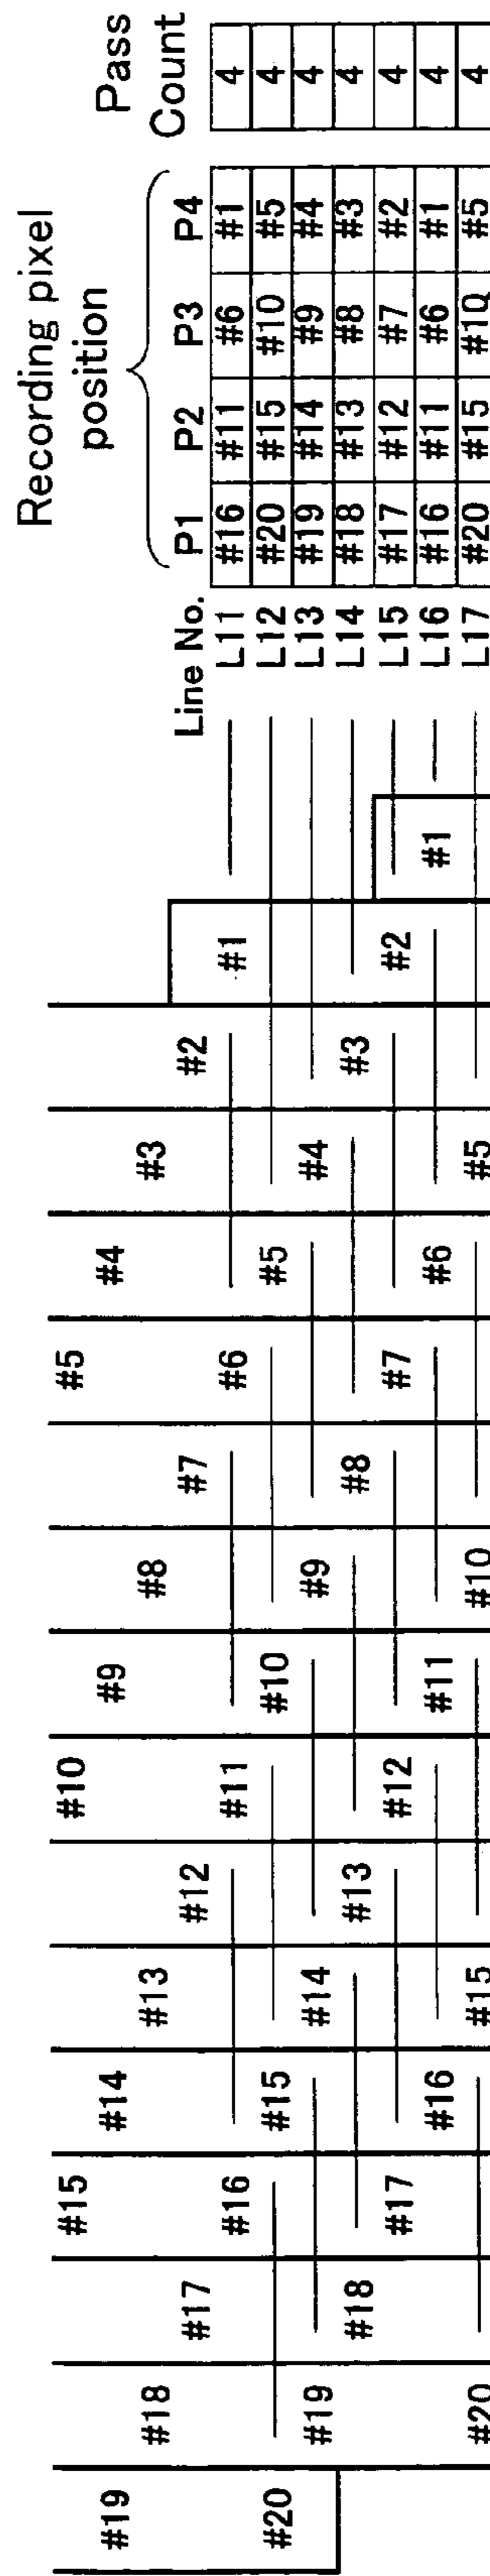 Recording pixel
position
Pass
Count
#15 #10 #5
#19 #14 #9 #4
#18 #13 #8 #3
#17 #12 #7 #2 Line No. P1 P2 P3 P4
#16 #11 #6 #1 L11 #16 #11 #6 #1 4
#20 #15 #10 #5 L12 #20 #15 #10 #5 4
#19 #14 #9 #4 L13 #19 #14 #9 #4 4
#18 #13 #8 #3 L14 #18 #13 #8 #3 4
#17 #12 #7 #2 L15 #17 #12 #7 #2 4
#16 #11 #6 #1 L16 #16 #11 #6 #1 4
#20 #15 #10 #5 L17 #20 #15 #10 #5 4